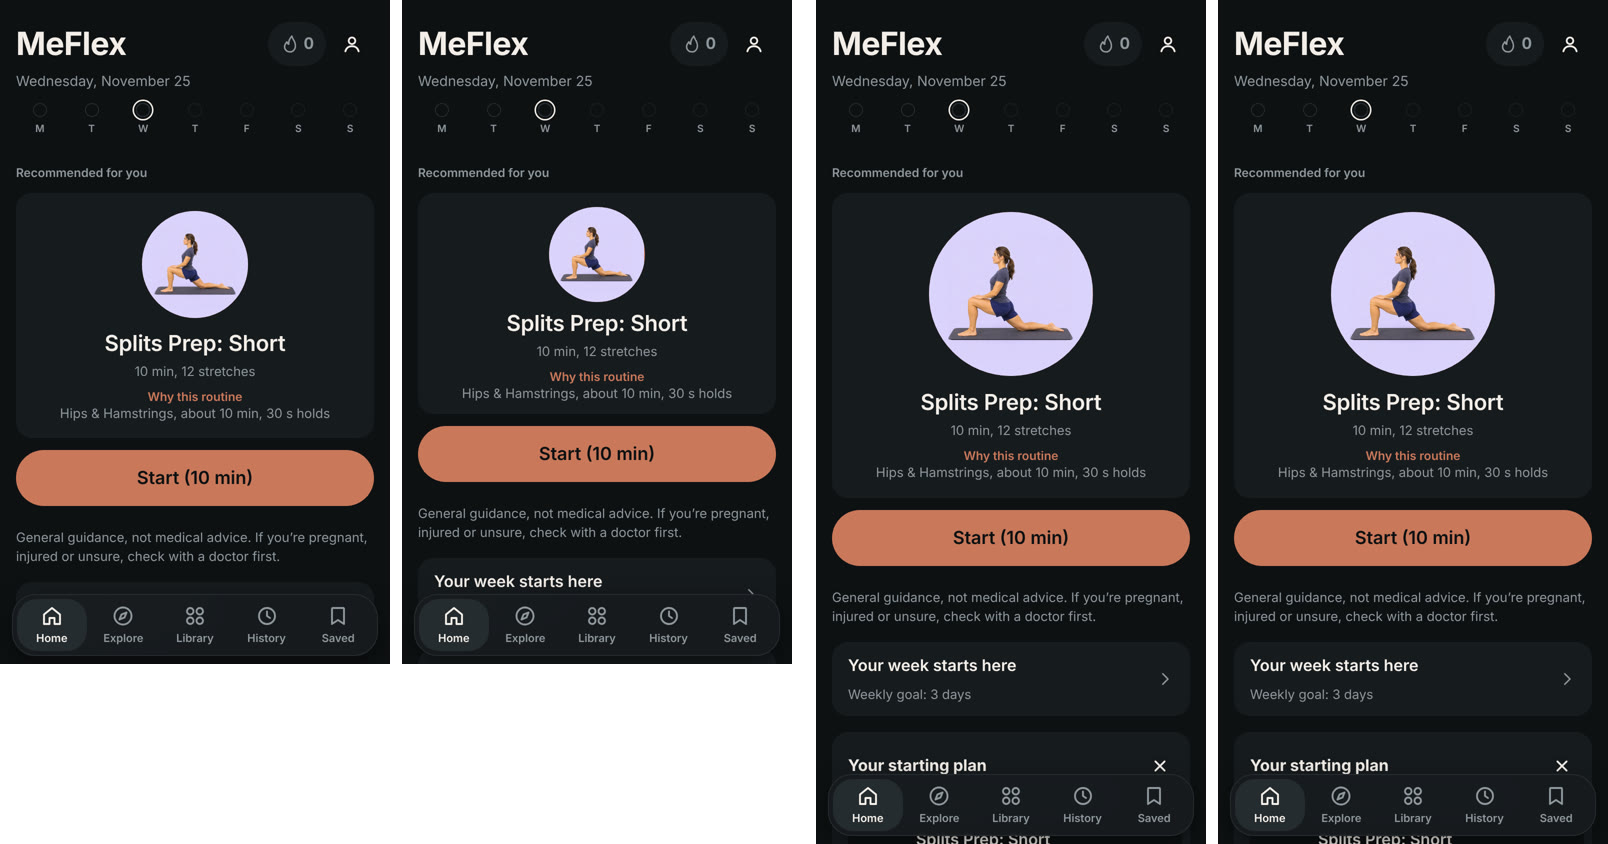 MeFlex
0
Wednesday, November 25
M T W T F S S
Recommended for you
Splits Prep: Short
10 min, 12 stretches
Why this routine
Hips & Hamstrings, about 10 min, 30 s holds
Start (10 min)
General guidance, not medical advice. If you’re pregnant,
injured or unsure, check with a doctor first.
Home Explore Library History Saved
MeFlex
0
Wednesday, November 25
M T W T F S S
Recommended for you
Splits Prep: Short
10 min, 12 stretches
Why this routine
Hips & Hamstrings, about 10 min, 30 s holds
Start (10 min)
General guidance, not medical advice. If you’re pregnant,
injured or unsure, check with a doctor first.
Your week starts here
Home Explore Library History Saved
MeFlex
0
Wednesday, November 25
M T W T F S S
Recommended for you
Splits Prep: Short
10 min, 12 stretches
Why this routine
Hips & Hamstrings, about 10 min, 30 s holds
Start (10 min)
General guidance, not medical advice. If you’re pregnant,
injured or unsure, check with a doctor first.
Your week starts here
Weekly goal: 3 days
Your starting plan
Home Explore Library History Saved
Splits Prep: Short
MeFlex
0
Wednesday, November 25
M T W T F S S
Recommended for you
Splits Prep: Short
10 min, 12 stretches
Why this routine
Hips & Hamstrings, about 10 min, 30 s holds
Start (10 min)
General guidance, not medical advice. If you’re pregnant,
injured or unsure, check with a doctor first.
Your week starts here
Weekly goal: 3 days
Your starting plan
Home Explore Library History Saved
Splits Prep: Short